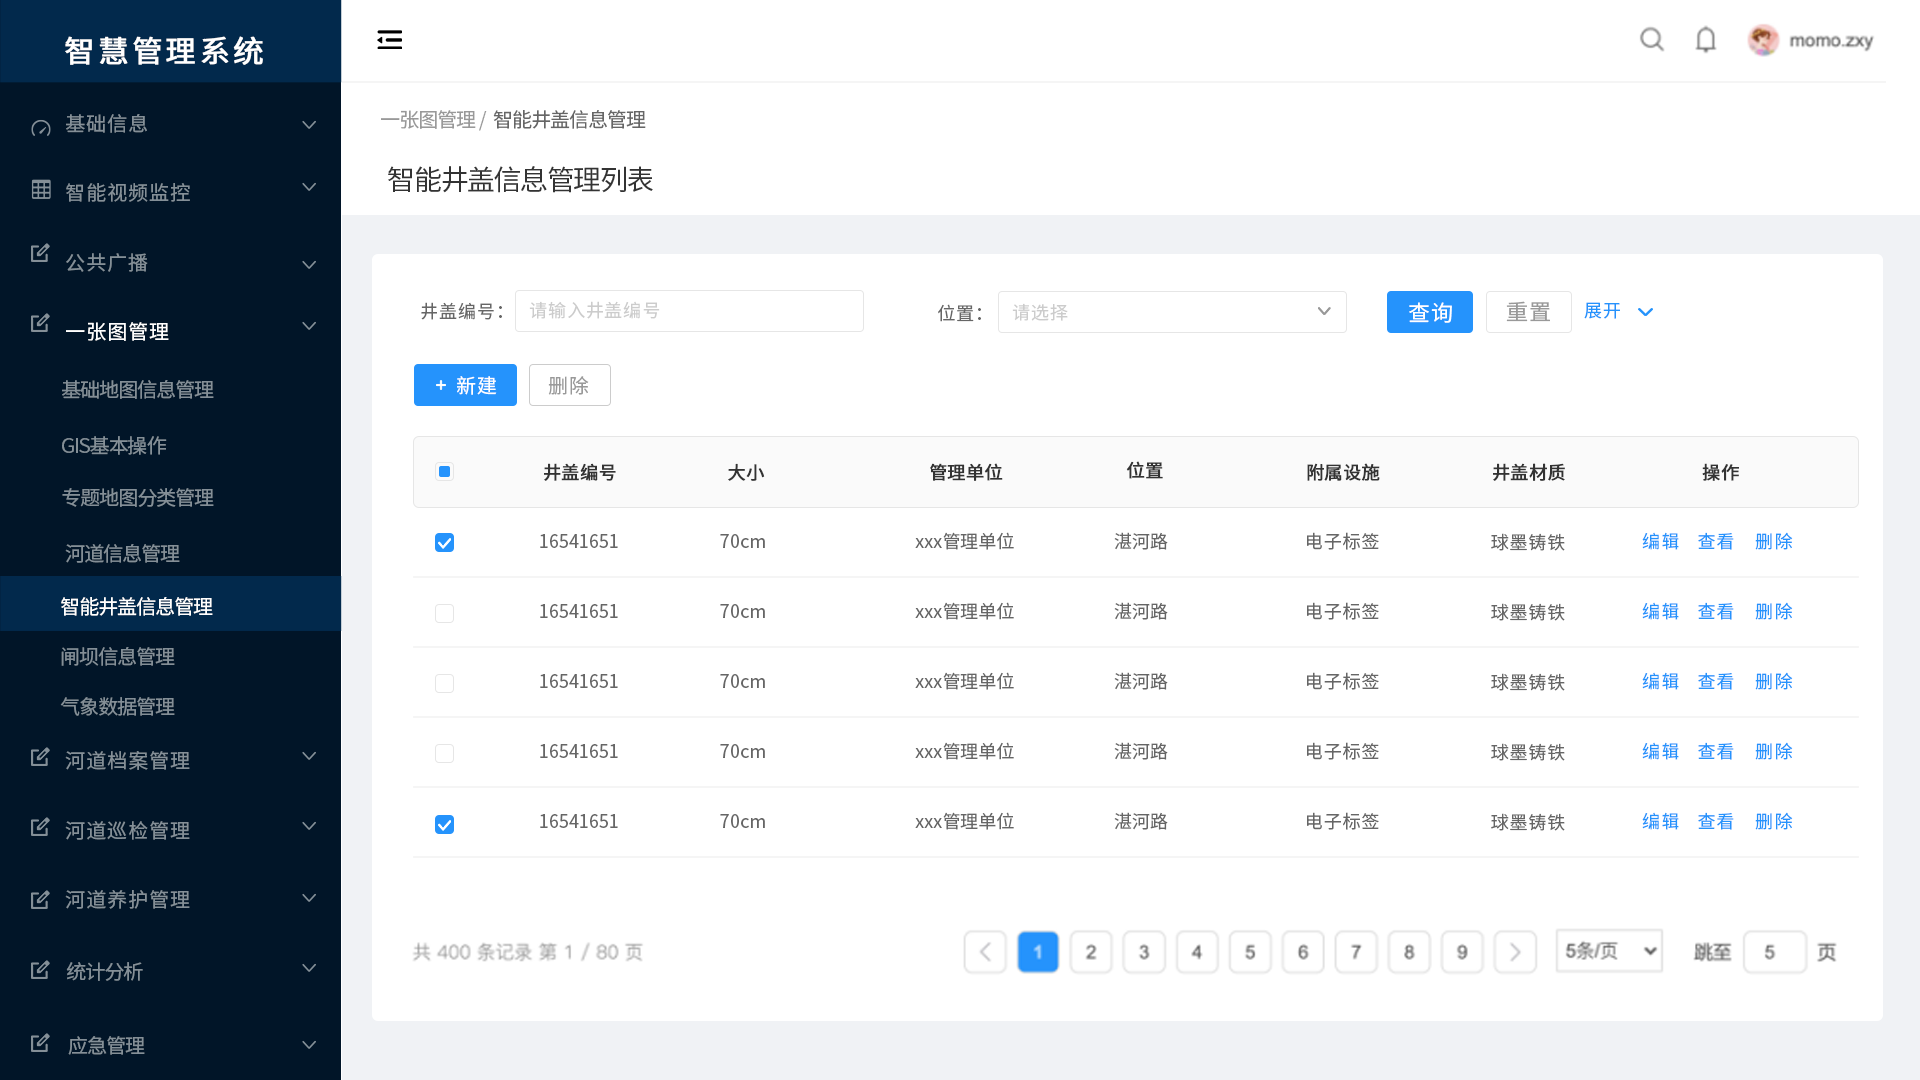 智慧管理系统
基础信息
智能视频监控
公共广播
一张图管理
基础地图信息管理
GIS基本操作
专题地图分类管理
河道信息管理
智能井盖信息管理
闸坝信息管理
气象数据管理
河道档案管理
河道巡检管理
河道养护管理
统计分析
应急管理
momo.zxy
一张图管理 / 智能井盖信息管理
智能井盖信息管理列表
井盖编号： 请输入井盖编号 位置： 请选择 查询 重置 展开
+ 新建 删除
井盖编号 大小 管理单位 位置 附属设施 井盖材质 操作
16541651 70cm xxx管理单位 湛河路 电子标签 球墨铸铁 编辑 查看 删除
16541651 70cm xxx管理单位 湛河路 电子标签 球墨铸铁 编辑 查看 删除
16541651 70cm xxx管理单位 湛河路 电子标签 球墨铸铁 编辑 查看 删除
16541651 70cm xxx管理单位 湛河路 电子标签 球墨铸铁 编辑 查看 删除
16541651 70cm xxx管理单位 湛河路 电子标签 球墨铸铁 编辑 查看 删除
共 400 条记录 第 1 / 80 页 1 2 3 4 5 6 7 8 9 5条/页 跳至 5 页